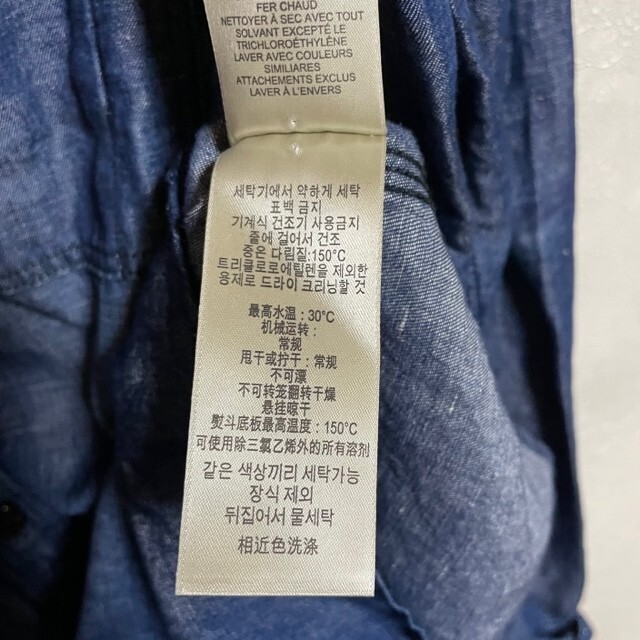 FER CHAUD
NETTOYER À SEC AVEC TOUT
SOLVANT EXCEPTÉ LE
TRICHLOROÉTHYLÈNE
LAVER AVEC COULEURS
SIMILIARES
ATTACHEMENTS EXCLUS
LAVER À L'ENVERS
세탁기에서 약하게 세탁
표백 금지
기계식 건조기 사용금지
줄에 걸어서 건조
중온 다림질:150°C
트리클로로에틸렌을 제외한
용제로 드라이 크리닝할 것
最高水温：30°C
机械运转：
常规
甩干或拧干：常规
不可漂
不可转笼翻转干燥
悬挂晾干
熨斗底板最高温度：150°C
可使用除三氯乙烯外的所有溶剂
같은 색상끼리 세탁가능
장식 제외
뒤집어서 물세탁
相近色洗涤